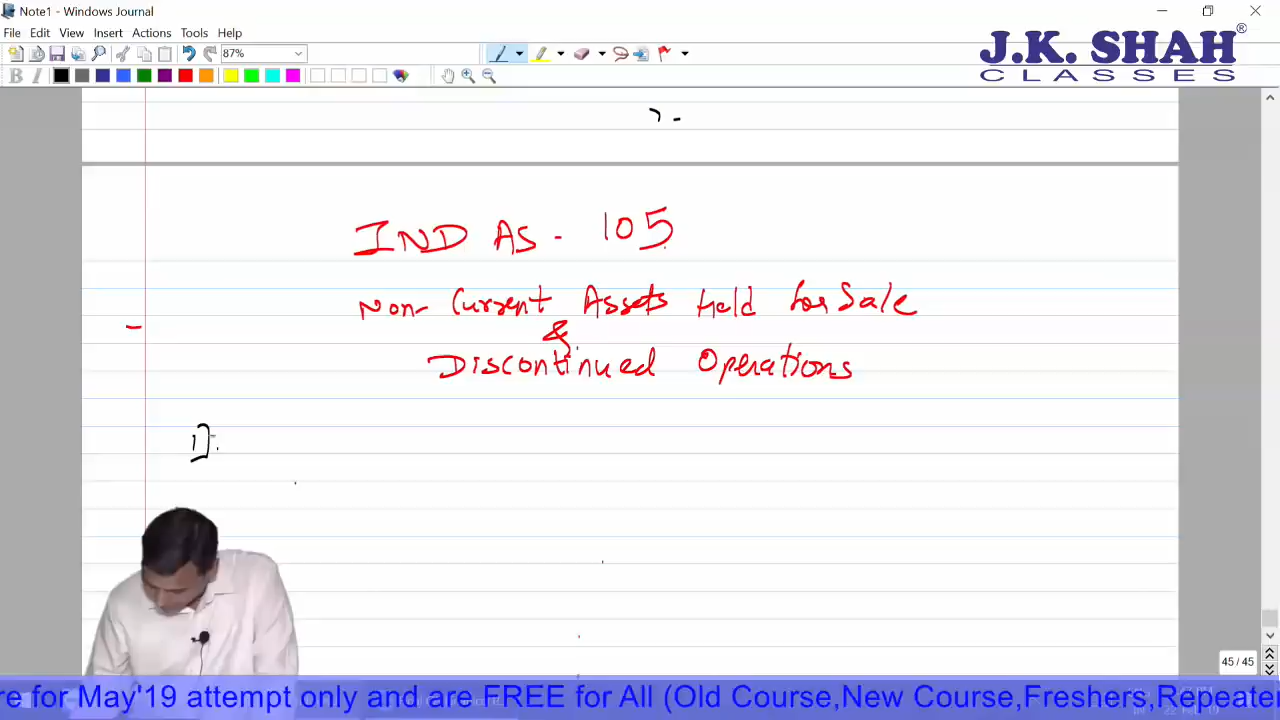 Note1 - Windows Journal
File Edit View Insert Actions Tools Help
87%
B I
J.K. SHAH®
CLASSES
IND AS - 105
Non-Current Assets Held for Sale
&
Discontinued Operations
1].
45 / 45
re for May'19 attempt only and are FREE for All (Old Course,New Course,Freshers,Repeate